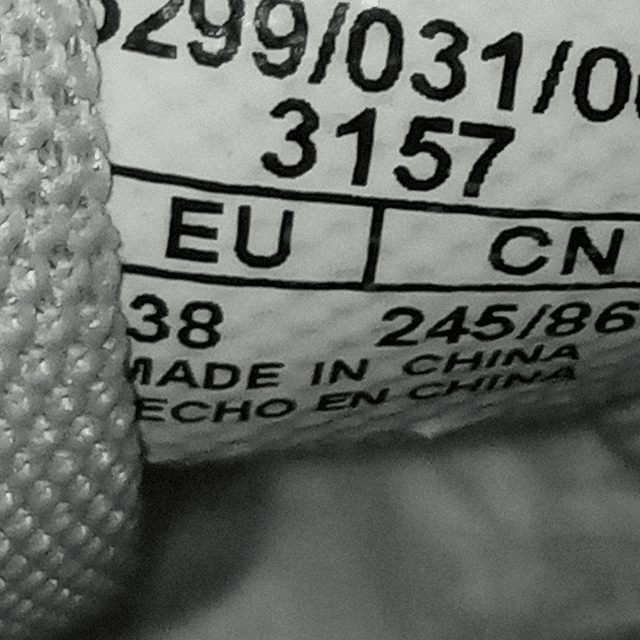 299/031/0
3157
EU CN
38 245/86
MADE IN CHINA
ECHO EN CHINA